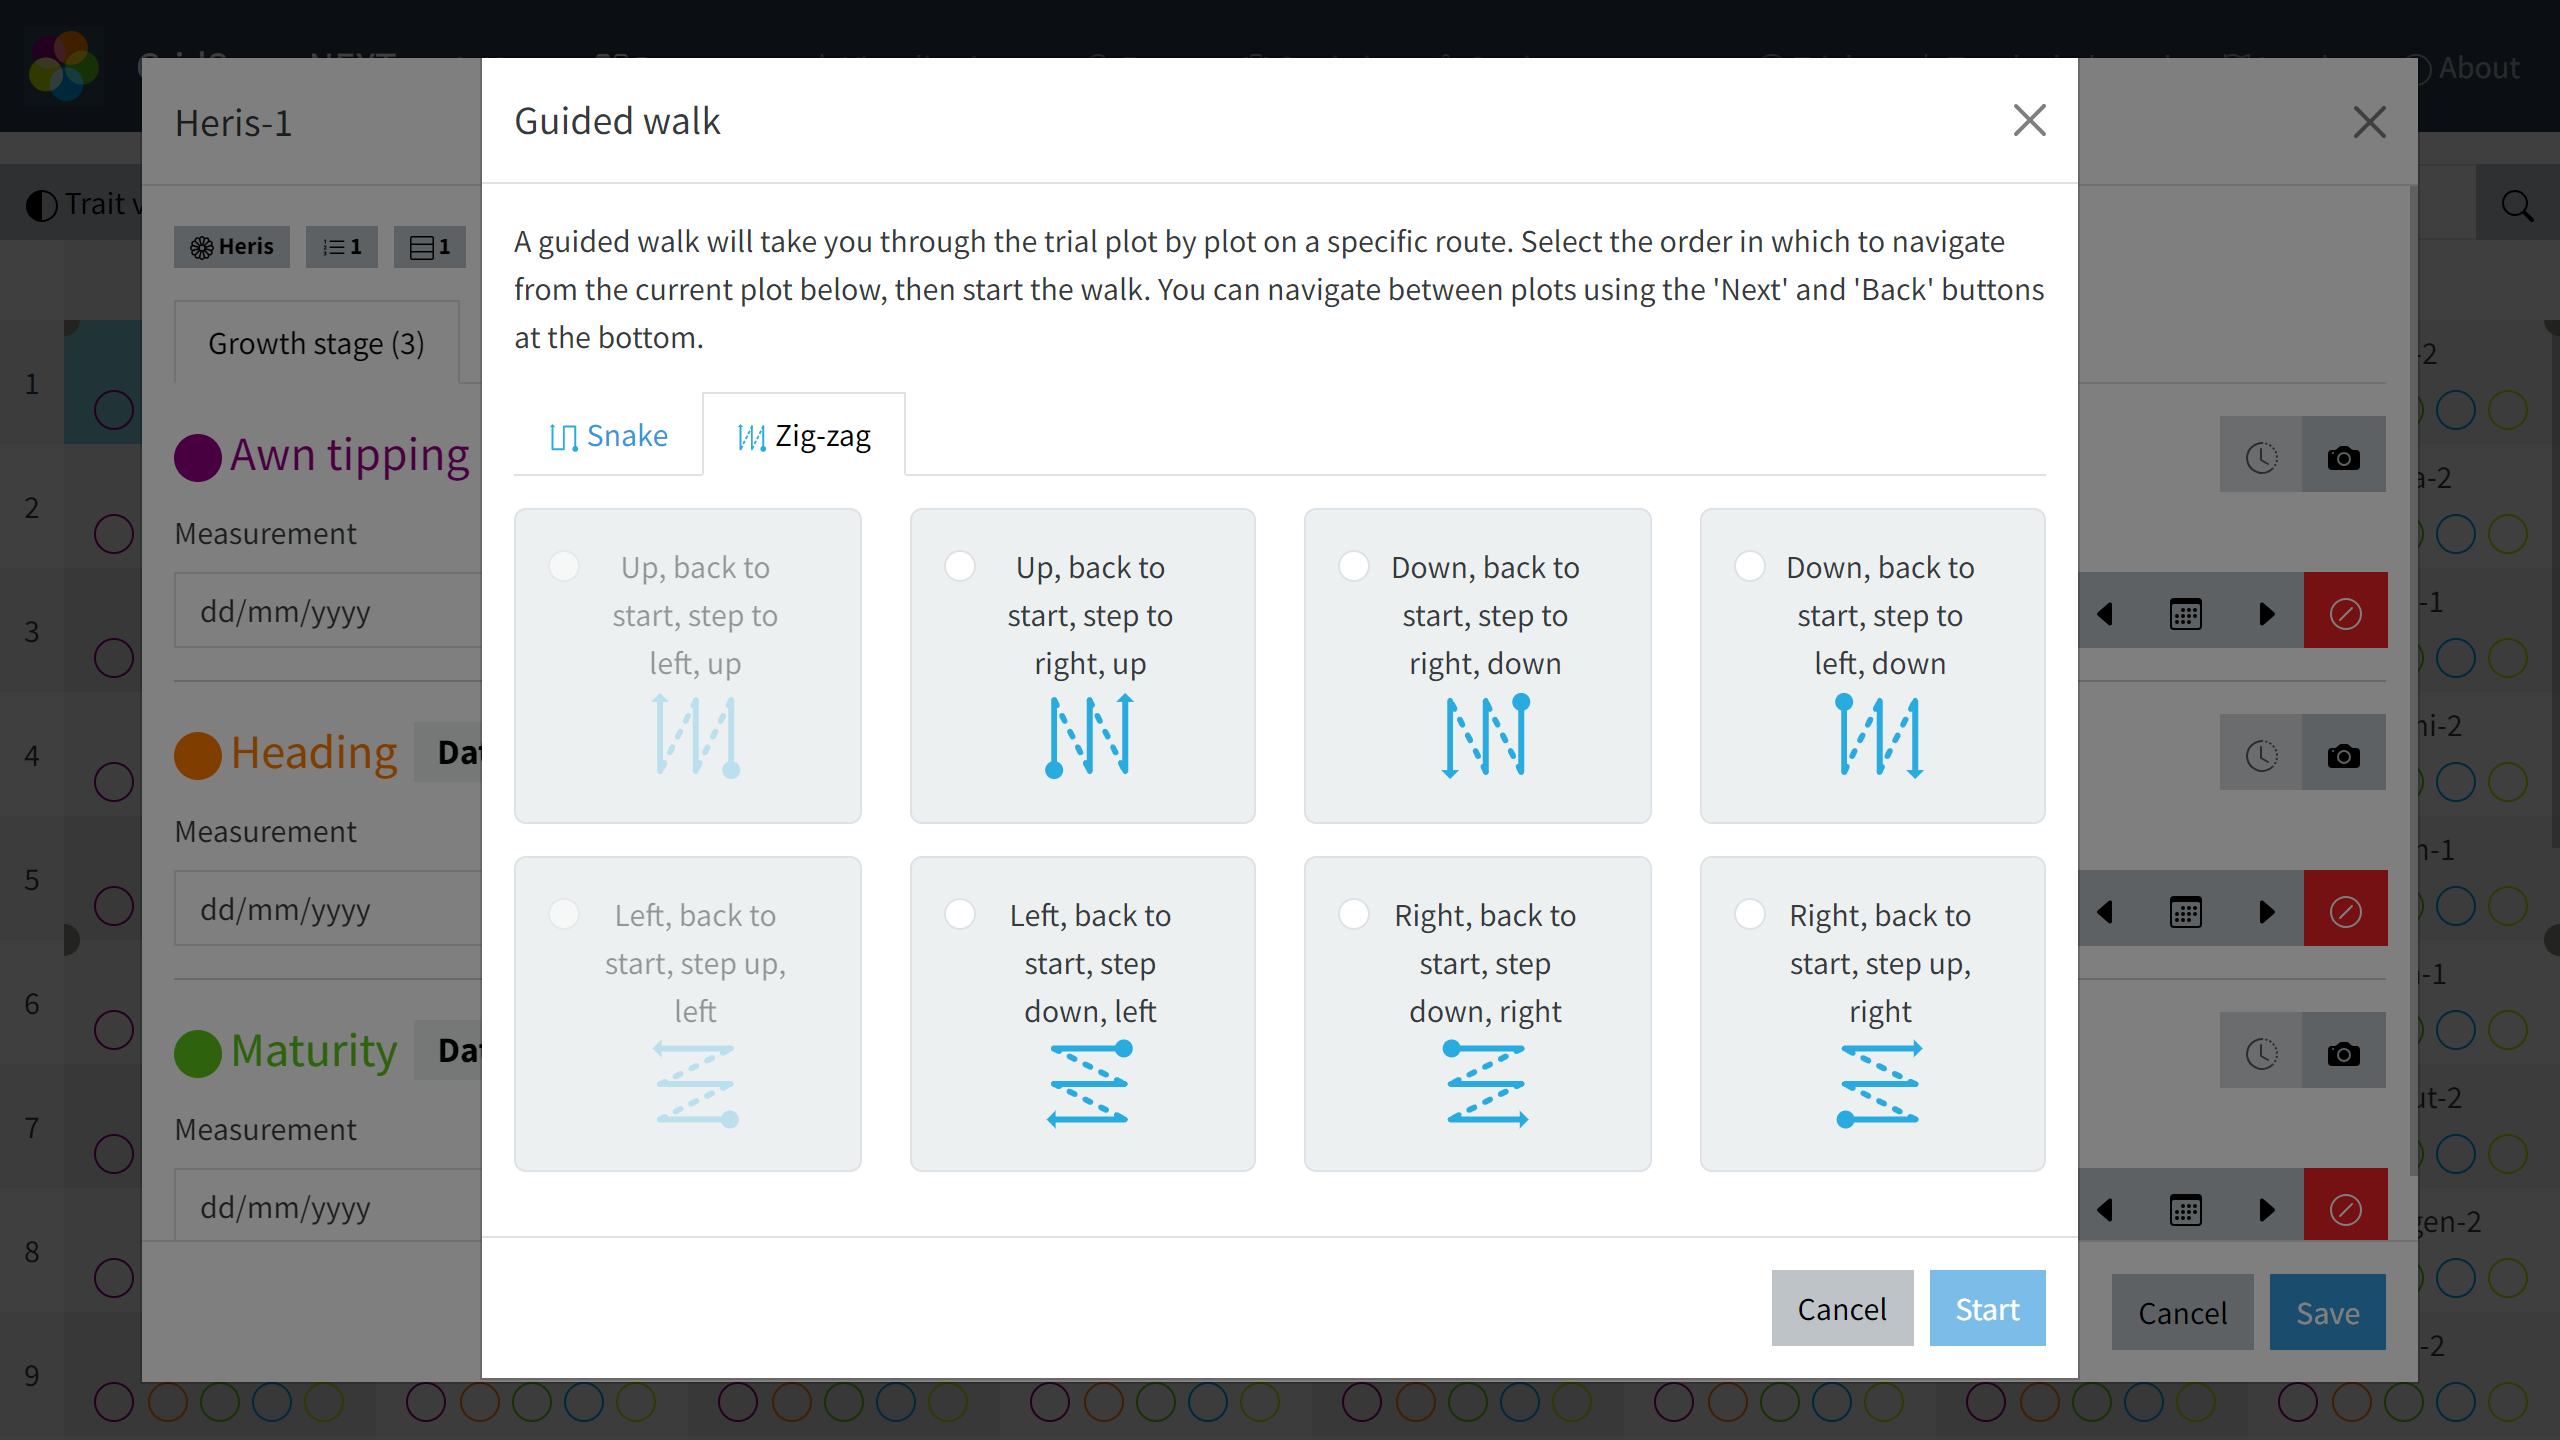 About
Heris-1
Guided walk
Trait
Heris
1
1
A guided walk will take you through the trial plot by plot on a specific route. Select the order in which to navigate
from the current plot below, then start the walk. You can navigate between plots using the 'Next' and 'Back' buttons
at the bottom.
Growth stage (3)
Snake
Zig-zag
Awn tipping
Measurement
dd/mm/yyyy
Heading
Measurement
dd/mm/yyyy
Maturity
Measurement
dd/mm/yyyy
Up, back to
start, step to
left, up
Up, back to
start, step to
right, up
Down, back to
start, step to
right, down
Down, back to
start, step to
left, down
Left, back to
start, step up,
left
Left, back to
start, step
down, left
Right, back to
start, step
down, right
Right, back to
start, step up,
right
Cancel
Start
Cancel
Save
1
2
3
4
5
6
7
8
9
-2
-1
-1
-2